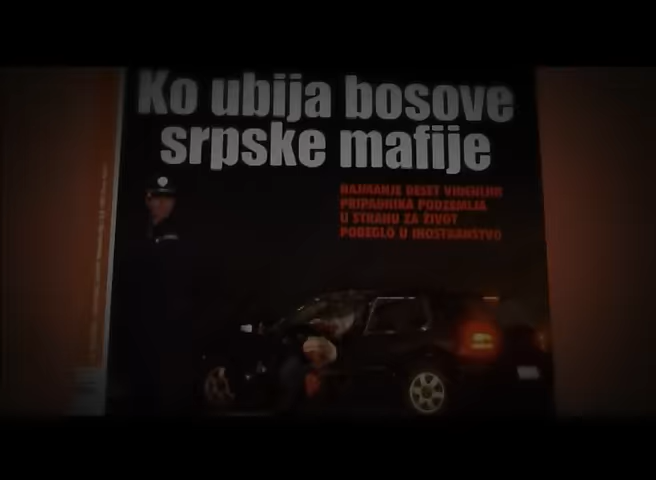 Ko ubija bosove
srpske mafije
NAJMANJE DESET VIĐENIJIH
PRIPADNIKA PODZEMLJA
U STRAHU ZA ŽIVOT
POBEGLO U INOSTRANSTVO